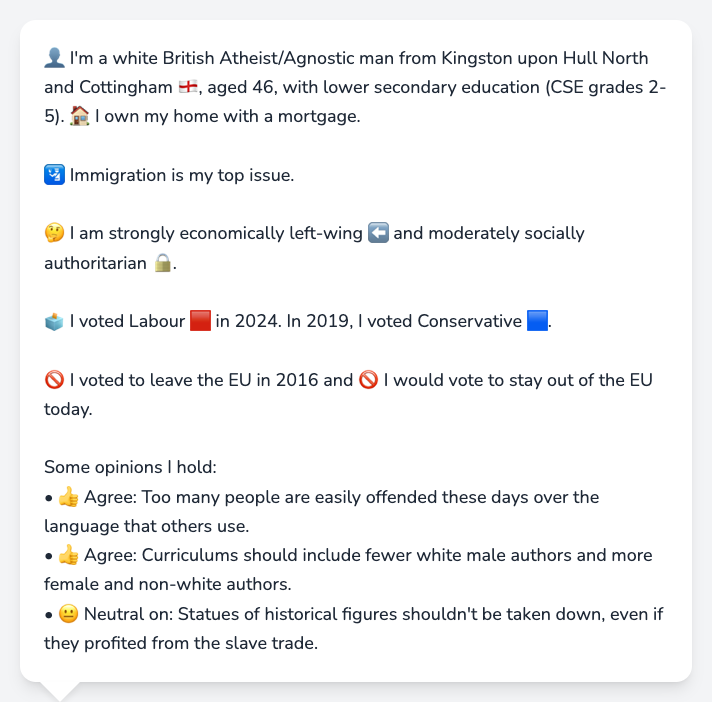 👤 I'm a white British Atheist/Agnostic man from Kingston upon Hull North
and Cottingham 🏴󠁧󠁢󠁥󠁮󠁧󠁿, aged 46, with lower secondary education (CSE grades 2-
5). 🏠 I own my home with a mortgage.
🛂 Immigration is my top issue.
🤔 I am strongly economically left-wing ⬅️ and moderately socially
authoritarian 🔒.
🗳️ I voted Labour 🟥 in 2024. In 2019, I voted Conservative 🟦.
🚫 I voted to leave the EU in 2016 and 🚫 I would vote to stay out of the EU
today.
Some opinions I hold:
• 👍 Agree: Too many people are easily offended these days over the
language that others use.
• 👍 Agree: Curriculums should include fewer white male authors and more
female and non-white authors.
• 😐 Neutral on: Statues of historical figures shouldn't be taken down, even if
they profited from the slave trade.